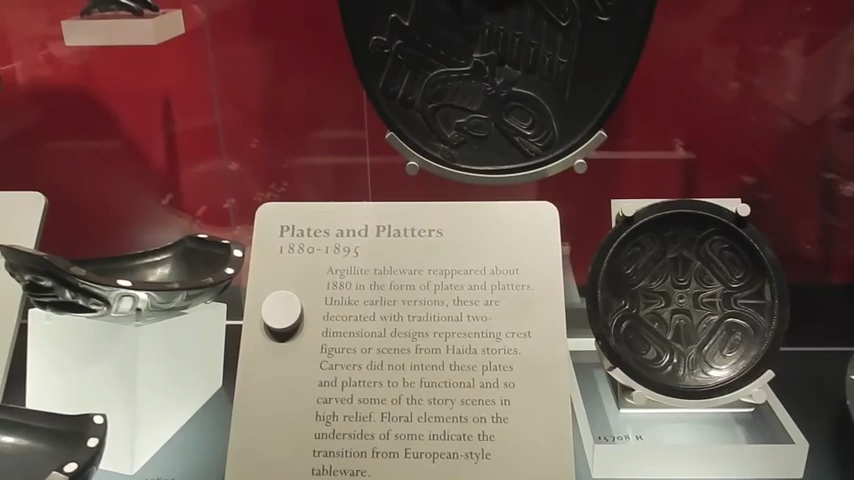 Plates and Platters
1880-1895
Argillite tableware reappeared about
1880 in the form of plates and platters.
Unlike earlier versions, these are
decorated with traditional two-
dimensional designs representing crest
figures or scenes from Haida stories.
Carvers did not intend these plates
and platters to be functional and so
carved some of the story scenes in
high relief. Floral elements on the
undersides of some indicate the
transition from European-style
tableware.